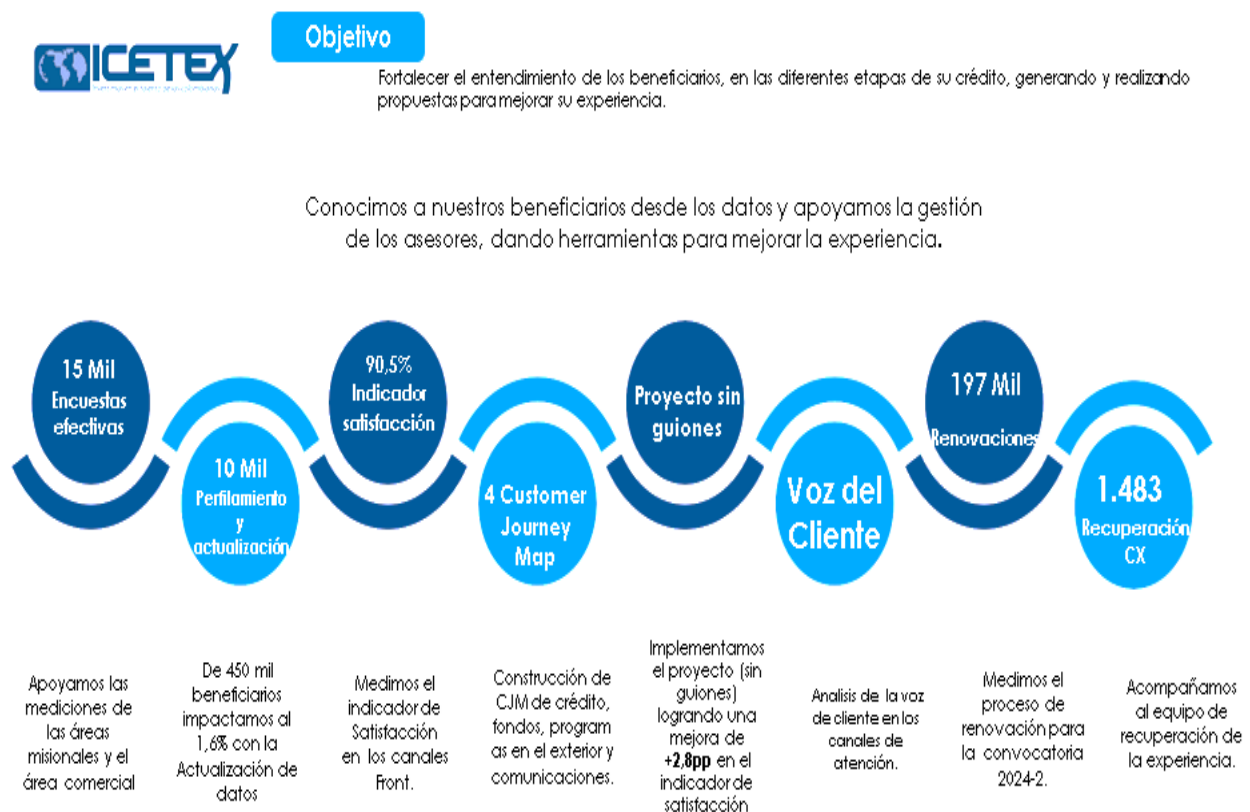 ICETEX
Objetivo
Fortalecer el entendimiento de los beneficiarios, en las diferentes etapas de su crédito, generando y realizando
propuestas para mejorar su experiencia.
Conocimos a nuestros beneficiarios desde los datos y apoyamos la gestión
de los asesores, dando herramientas para mejorar la experiencia.
15 Mil
Encuestas
efectivas
10 Mil
Perfilamiento
y
actualización
90,5%
Indicador
satisfacción
4 Customer
Journey
Map
Proyecto sin
guiones
Voz del
Cliente
197 Mil
Renovaciones
1.483
Recuperación
CX
Apoyamos las
mediciones de
las áreas
misionales y el
área comercial
De 450 mil
beneficiarios
impactamos al
1,6% con la
Actualización de
datos
Medimos el
indicador de
Satisfacción
en los canales
Front.
Construcción de
CJM de crédito,
fondos, program
as en el exterior y
comunicaciones.
Implementamos
el proyecto (sin
guiones)
logrando una
mejora de
+2,8pp en el
indicador de
satisfacción
Analisis de la voz
de cliente en los
canales de
atención.
Medimos el
proceso de
renovación para
la convocatoria
2024-2.
Acompañamos
al equipo de
recuperación de
la experiencia.